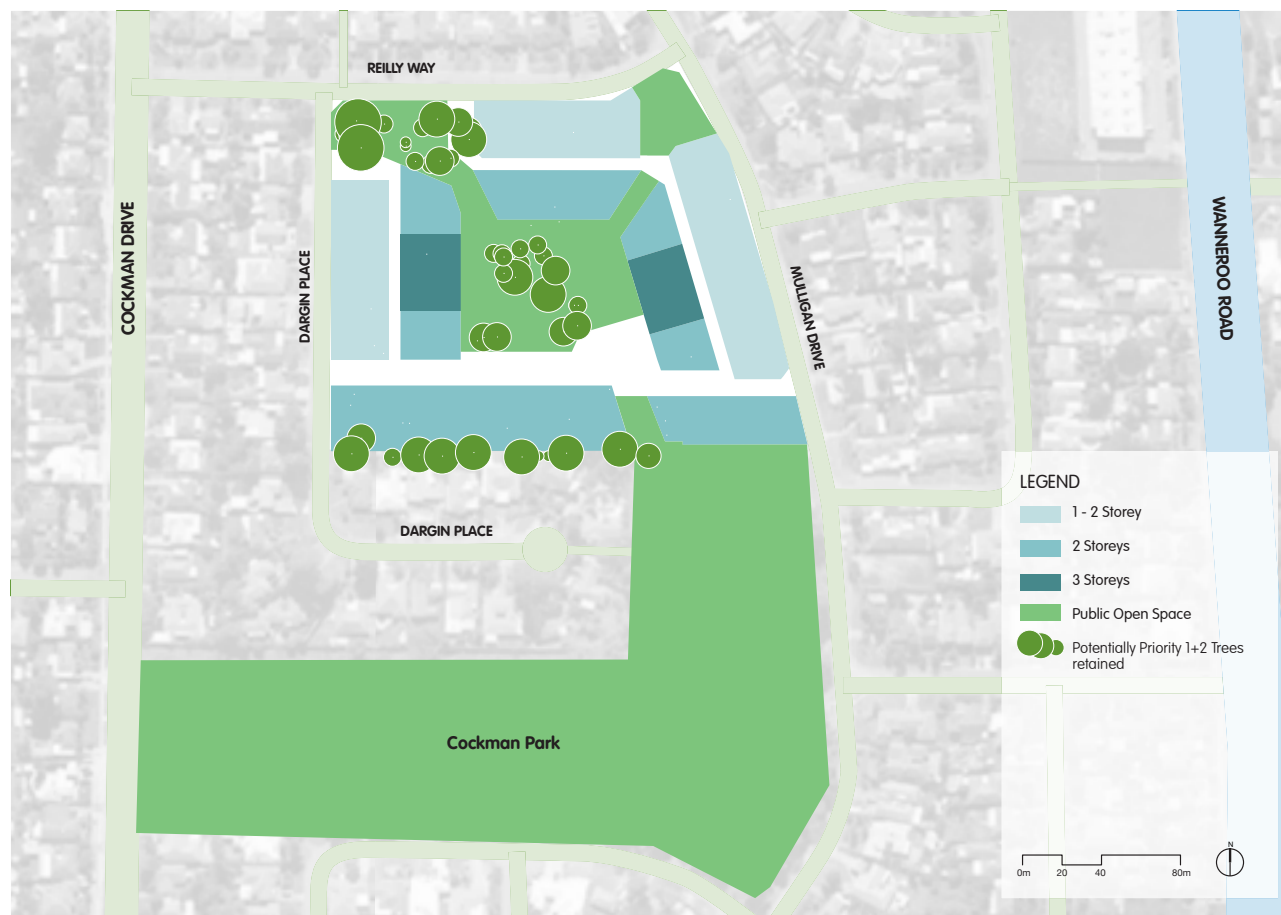 REILLY WAY
COCKMAN DRIVE
DARGIN PLACE
MULLIGAN DRIVE
WANNEROO ROAD
DARGIN PLACE
Cockman Park
LEGEND
1 - 2 Storey
2 Storeys
3 Storeys
Public Open Space
Potentially Priority 1+2 Trees
retained
0m 20 40 80m
N